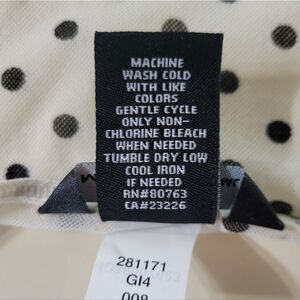 MACHINE
WASH COLD
WITH LIKE
COLORS
GENTLE CYCLE
ONLY NON-
CHLORINE BLEACH
WHEN NEEDED
TUMBLE DRY LOW
COOL IRON
IF NEEDED
RN#80763
CA#23226
281171
GI4
008